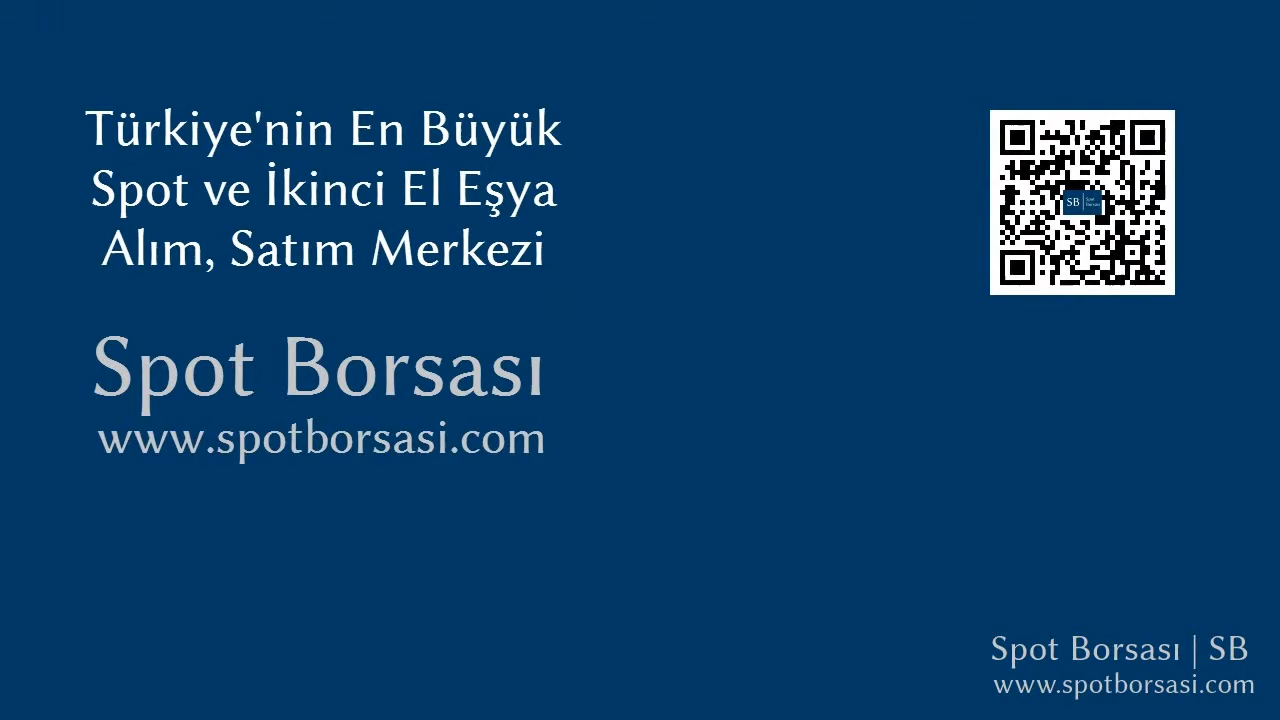 Türkiye'nin En Büyük
Spot ve İkinci El Eşya
Alım, Satım Merkezi
Spot Borsası
www.spotborsasi.com
SB
Spot Borsası | SB
www.spotborsasi.com